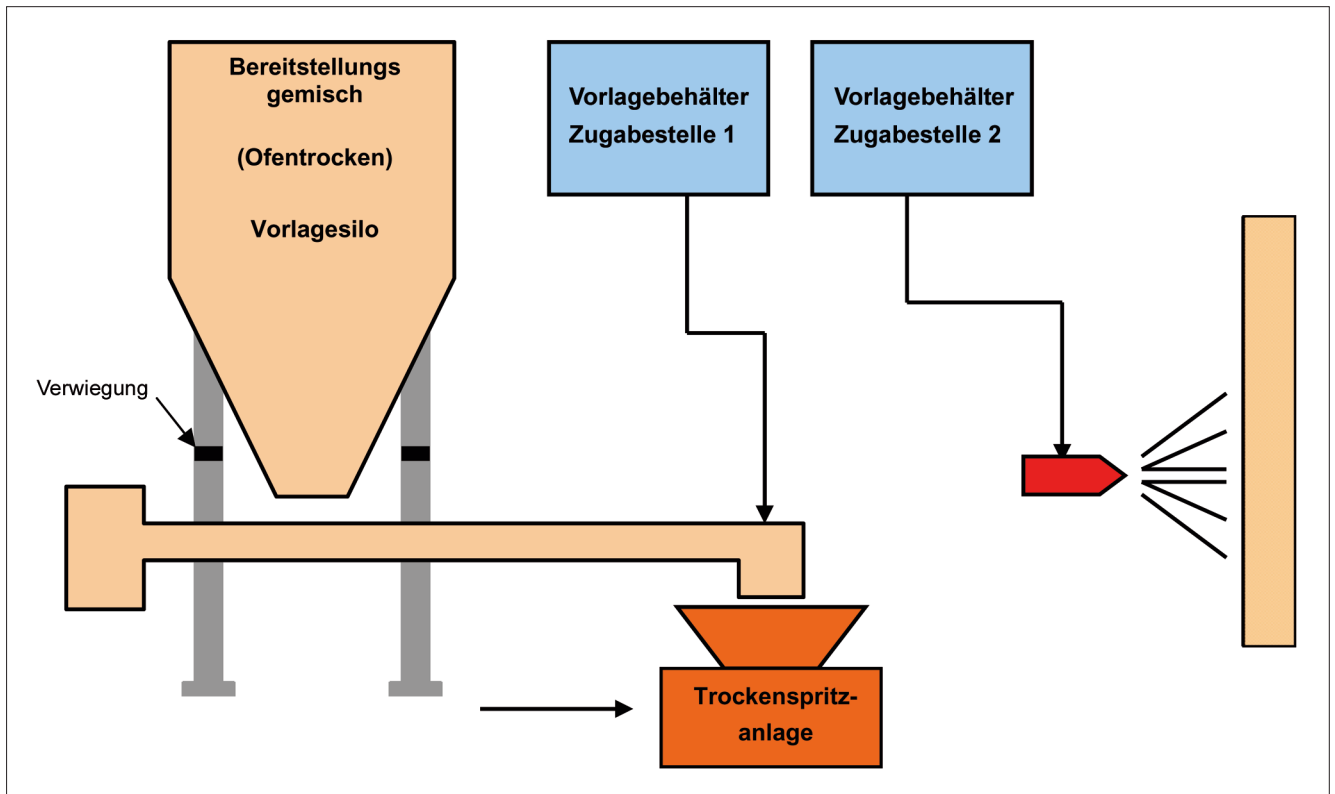 Bereitstellungs
gemisch
(Ofentrocken)
Vorlagesilo
Vorlagebehälter
Zugabestelle 1
Vorlagebehälter
Zugabestelle 2
Verwiegung
Trockenspritz-
anlage